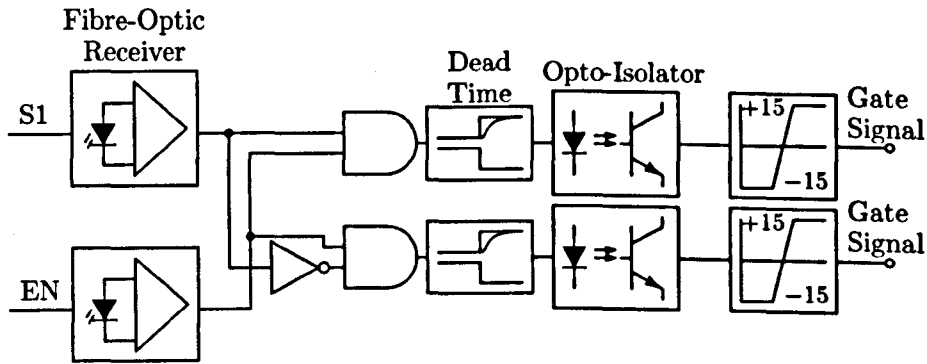 Fibre-Optic
Receiver
Dead
Time
Opto-Isolator
S1
+15
-15
Gate
Signal
EN
+15
-15
Gate
Signal